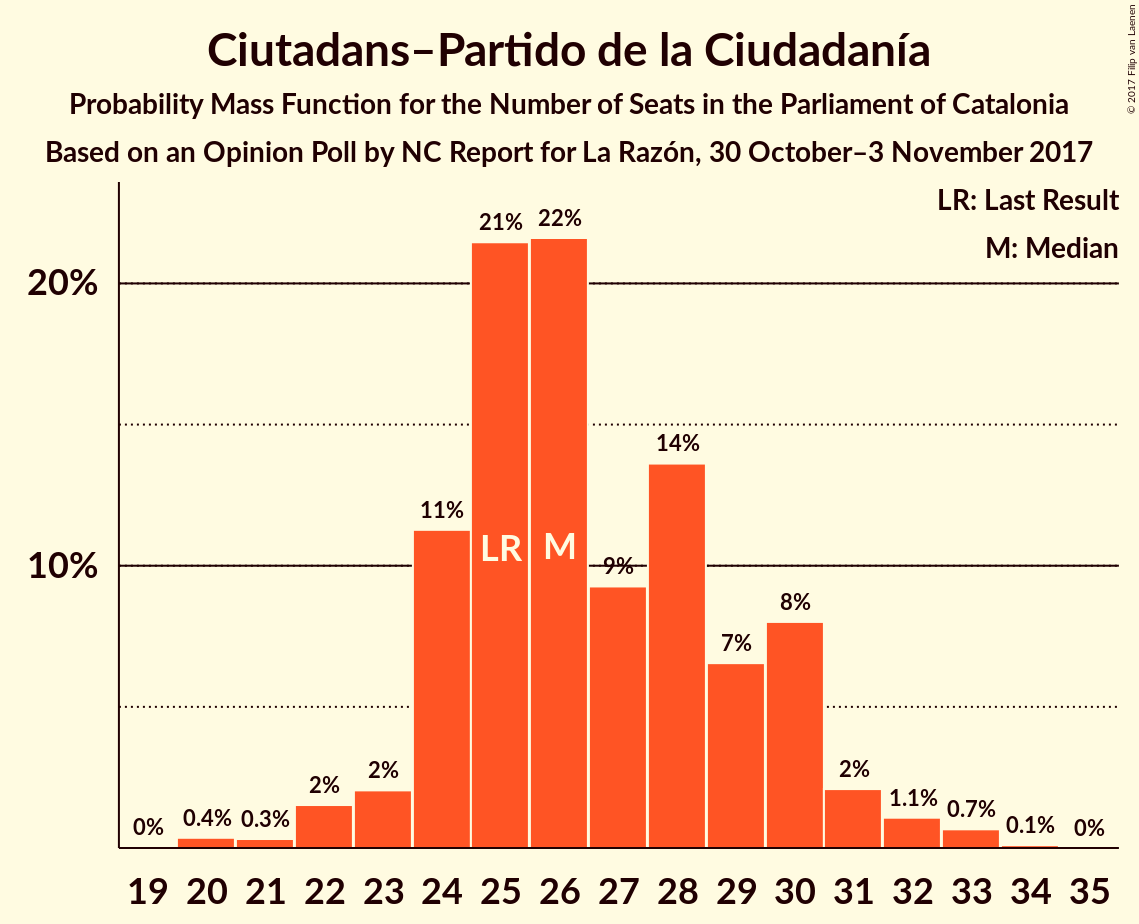 Ciutadans–Partido de la Ciudadanía
Probability Mass Function for the Number of Seats in the Parliament of Catalonia
Based on an Opinion Poll by NC Report for La Razón, 30 October–3 November 2017
© 2017 Filip van Laenen
LR: Last Result
M: Median
20%
10%
0%
0.4%
0.3%
2%
2%
11%
21%
22%
9%
14%
7%
8%
2%
1.1%
0.7%
0.1%
0%
LR
M
19 20 21 22 23 24 25 26 27 28 29 30 31 32 33 34 35